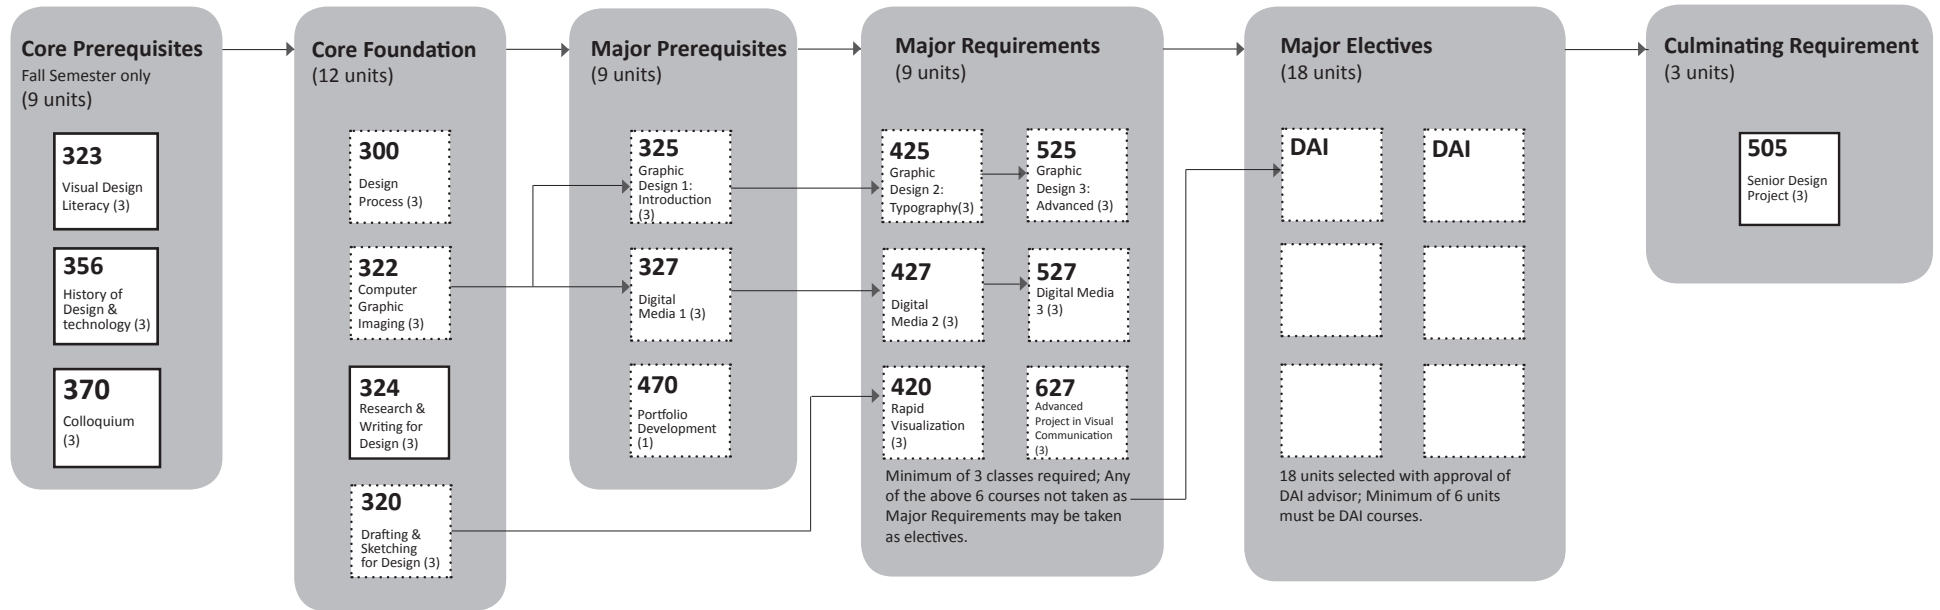 Core Prerequisites
Fall Semester only
(9 units)
323
Visual Design
Literacy (3)
356
History of
Design &
technology (3)
370
Colloquium
(3)
Core Foundation
(12 units)
300
Design
Process (3)
322
Computer
Graphic
Imaging (3)
324
Research &
Writing for
Design (3)
320
Drafting &
Sketching
for Design (3)
Major Prerequisites
(9 units)
325
Graphic
Design 1:
Introduction
(3)
327
Digital
Media 1 (3)
470
Portfolio
Development
(1)
Major Requirements
(9 units)
425
Graphic
Design 2:
Typography(3)
525
Graphic
Design 3:
Advanced (3)
427
Digital
Media 2 (3)
527
Digital Media
3 (3)
420
Rapid
Visualization
(3)
627
Advanced
Project in Visual
Communication
(3)
Minimum of 3 classes required; Any
of the above 6 courses not taken as
Major Requirements may be taken
as electives.
Major Electives
(18 units)
DAI
DAI
18 units selected with approval of
DAI advisor; Minimum of 6 units
must be DAI courses.
Culminating Requirement
(3 units)
505
Senior Design
Project (3)